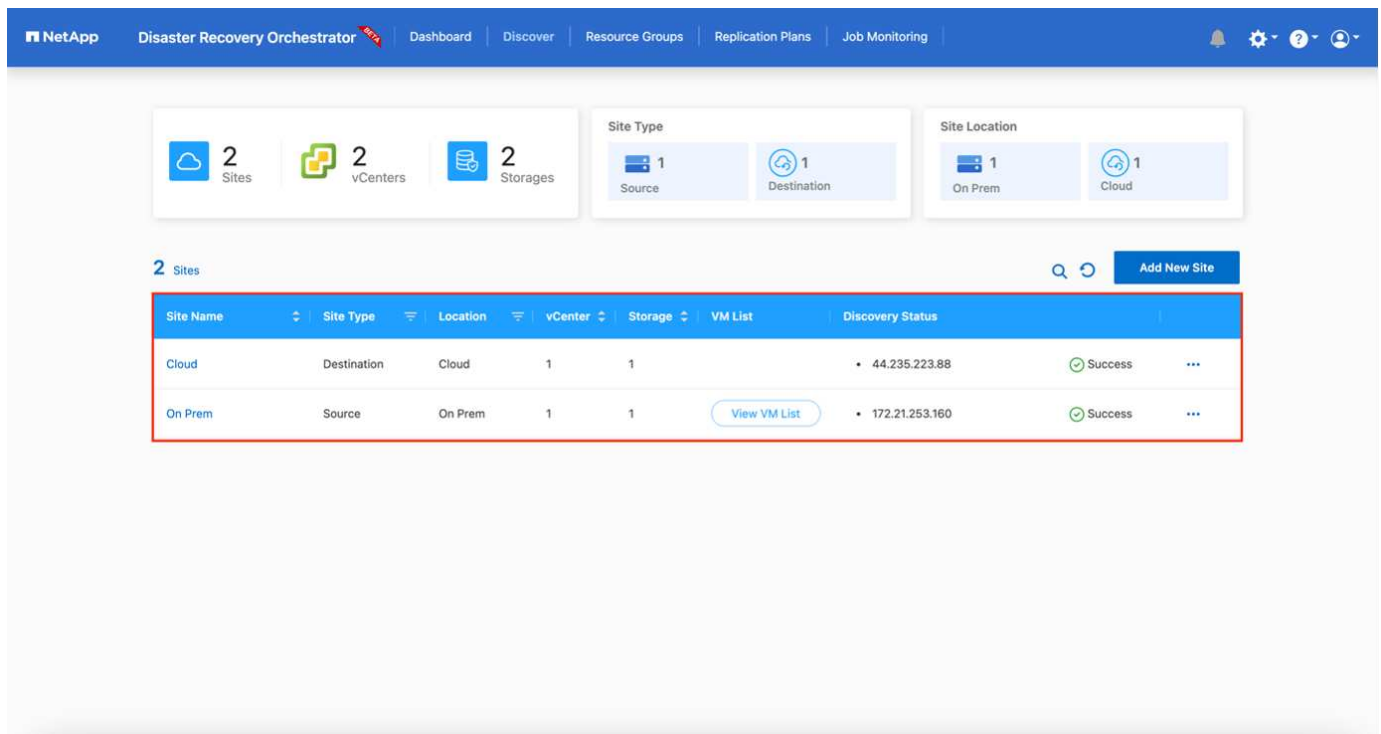 NetApp Disaster Recovery Orchestrator BETA Dashboard Discover Resource Groups Replication Plans Job Monitoring ?
2 Sites 2 vCenters 2 Storages
Site Type
1 Source 1 Destination
Site Location
1 On Prem 1 Cloud
2 Sites
Add New Site
Site Name Site Type Location vCenter Storage VM List Discovery Status
Cloud Destination Cloud 1 1 • 44.235.223.88 Success ...
On Prem Source On Prem 1 1 View VM List • 172.21.253.160 Success ...